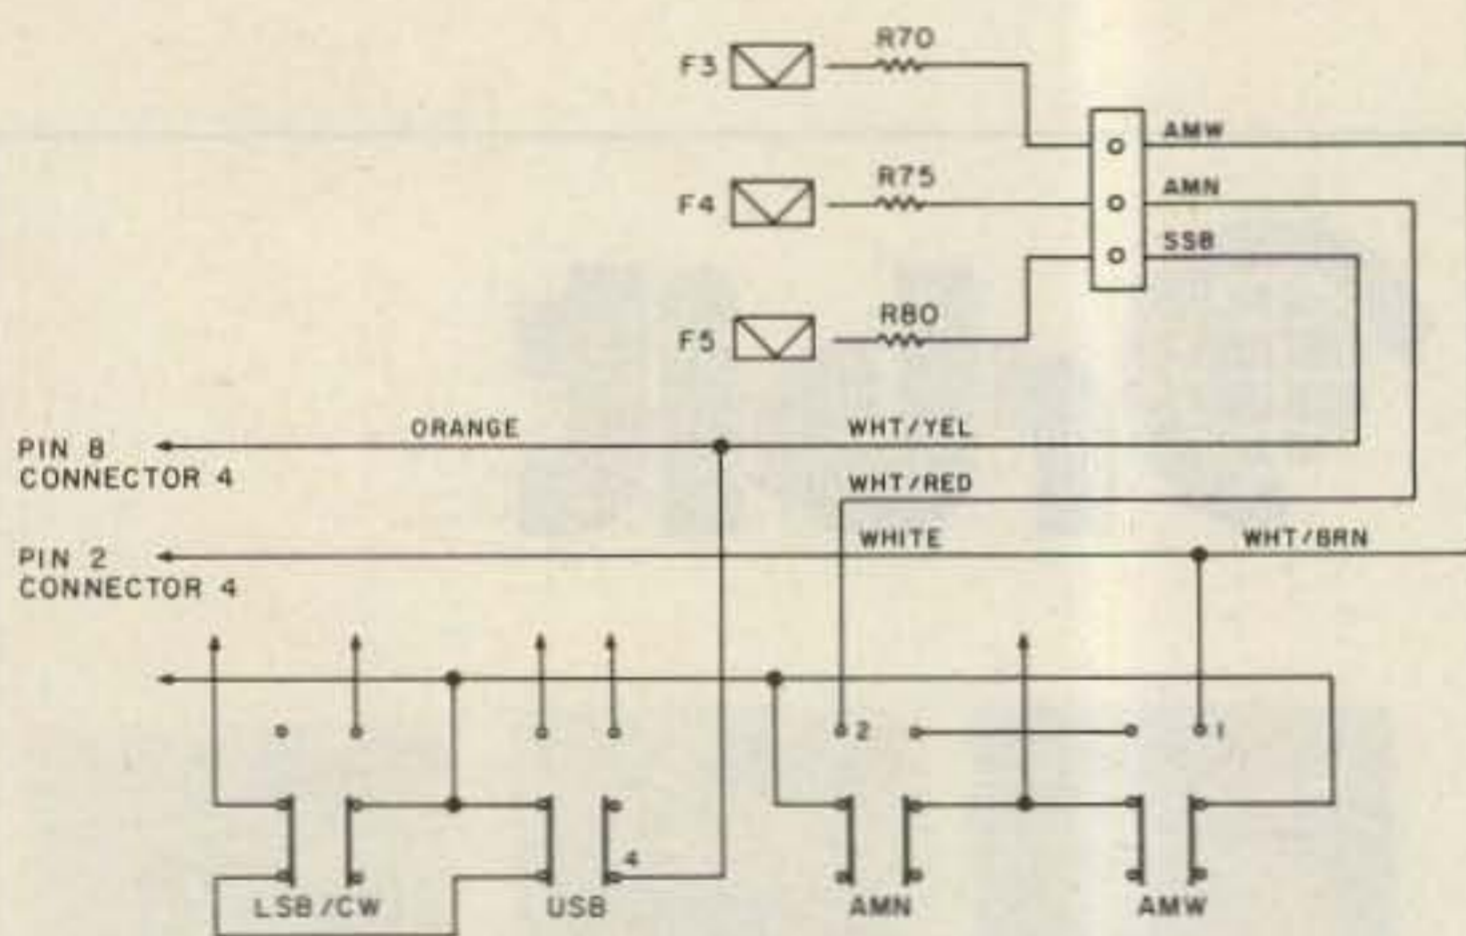 R70
F3
AMW
R75
AMN
F4
SSB
R80
F5
ORANGE
WHT/YEL
PIN 8
CONNECTOR 4
WHT/RED
WHITE
WHT/BRN
PIN 2
CONNECTOR 4
2
1
4
LSB/CW
USB
AMN
AMW